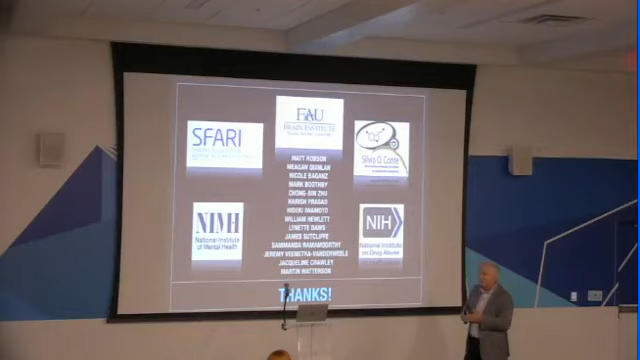 FAU
BRAIN INSTITUTE
SFARI
Silvio O. Conte
MATT ROBSON
MEAGAN QUINLAN
NICOLE BAGANZ
MARK BOOTHBY
CHONG-BIN ZHU
HARISH PRASAD
HIDEKI IWAMOTO
WILLIAM HEWLETT
LYNETTE DAWS
JAMES SUTCLIFFE
SAMMANDA RAMAMOORTHY
JEREMY VEENSTRA-VANDERWEELE
JACQUELINE CRAWLEY
MARTIN WATTERSON
NIMH
National Institute
of Mental Health
NIH
National Institute
on Drug Abuse
THANKS!